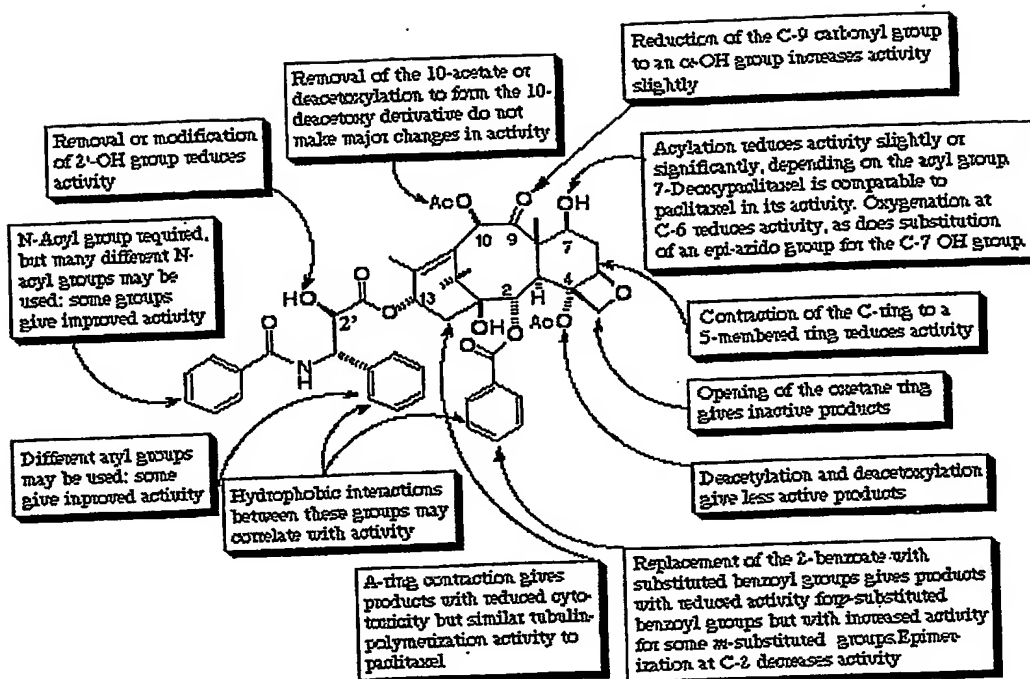 Reduction of the C-9 carbonyl group
to an α-OH group increases activity
slightly
Removal of the 10-acetate or
deacetoxylation to form the 10-
deacetoxy derivative do not
make major changes in activity
Removal or modification
of 2'-OH group reduces
activity
Acylation reduces activity slightly or
significantly, depending on the acyl group.
7-Deoxypaclitaxel is comparable to
paclitaxel in its activity. Oxygenation at
C-6 reduces activity, as does substitution
of an epi-azido group for the C-7 OH group.
N-Acyl group required,
but many different N-
acyl groups may be
used: some groups
give improved activity
AcO
O
OH
10
9
7
O
HO
2'
O
13
2
4
H
O
HO
O
AcO
O
O
N
H
Contraction of the C-ring to a
5-membered ring reduces activity
Opening of the oxetane ring
gives inactive products
Different aryl groups
may be used: some
give inproved activity
Hydrophobic interactions
between these groups may
correlate with activity
Deacetylation and deacetoxylation
give less active products
A-ring contraction gives
products with reduced cyto-
toxicity but similar tubulin-
polymerization activity to
paclitaxel
Replacement of the 2-benzoate with
substituted benzoyl groups gives products
with reduced activity for p-substituted
benzoyl groups but with increased activity
for some m-substituted groups.Epimer-
ization at C-2 decreases activity